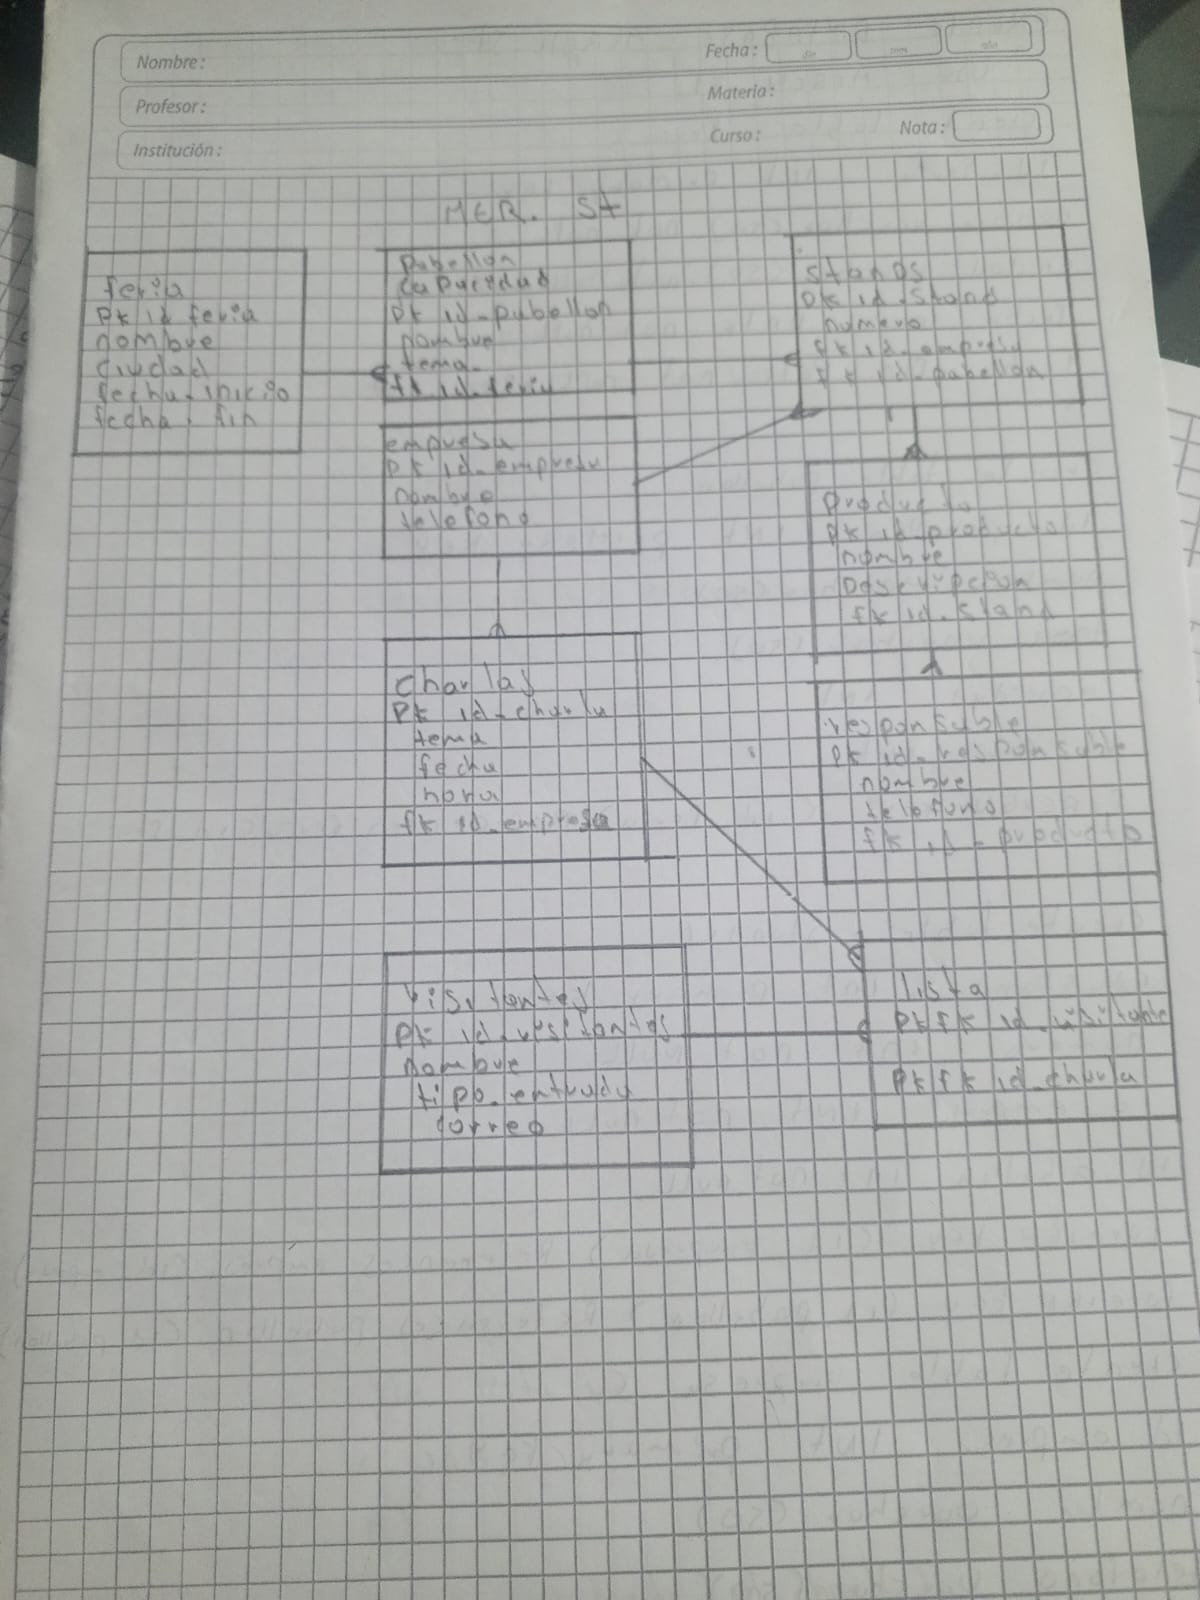 Nombre:
Fecha:
Profesor:
Materia:
Institución:
Curso:
Nota:
MER. St
feria
PK id feria
nombre
ciudad
fecha.inicio
fecha.fin
Pabellon
capacidad
PK id-pabellon
nombre
tema
fk id-feria
stands
PK id.stand
numero
fk id.empresa
fk id-pabellon
empresa
PK id-empresa
nombre
telefono
Producto
PK id-producto
nombre
Descripcion
fk id.stand
charlas
PK id-charla
tema
fecha
hora
fk id-empresa
responsable
PK id-responsable
nombre
telefono
fk id-producto
visitantes
PK id-visitantes
nombre
tipo-entrada
correo
lista
PK fk id-visitante
PK fk id-charla